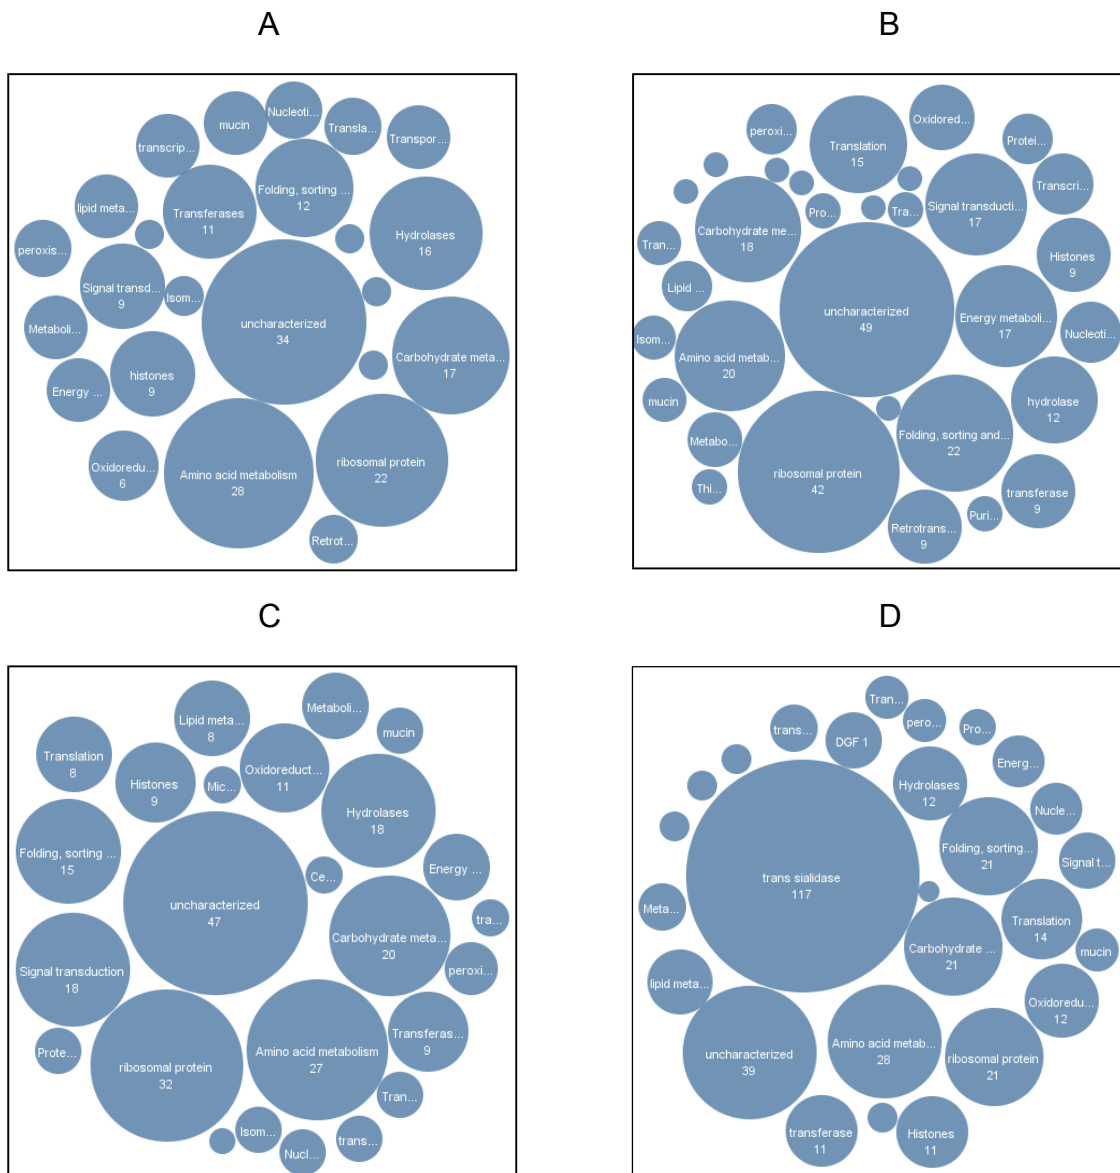 A
mucin
Nucleoti...
Transla...
Transpor...
transcrip...
Folding, sorting ...
12
lipid meta...
Transferases
11
Hydrolases
16
peroxis...
Signal transd...
9
Isom...
Metaboli...
uncharacterized
34
Carbohydrate meta...
17
histones
9
Energy ...
Oxidoredu...
6
Amino acid metabolism
28
ribosomal protein
22
Retrot...
B
Oxidored...
peroxi...
Translation
15
Protei...
Transcri...
Pro...
Tra...
Signal transducti...
17
Carbohydrate me...
18
Tran...
Histones
9
Lipid ...
uncharacterized
49
Energy metaboli...
17
Nucleoti...
Isom...
Amino acid metab...
20
mucin
hydrolase
12
Metabo...
Folding, sorting and...
22
ribosomal protein
42
Thi...
transferase
9
Puri...
Retrotrans...
9
C
Metaboli...
Lipid meta...
8
mucin
Translation
8
Histones
9
Mic...
Oxidoreduct...
11
Hydrolases
18
Folding, sorting ...
15
Ce...
Energy ...
uncharacterized
47
tra...
Carbohydrate meta...
20
Signal transduction
18
peroxi...
Transferas...
9
Prote...
ribosomal protein
32
Amino acid metabolism
27
Tran...
Isom...
trans...
Nucl...
D
Tran...
pero...
Pro...
trans...
DGF 1
Energ...
Hydrolases
12
Nucle...
Folding, sorting...
21
Signal t...
trans sialidase
117
Meta...
Translation
14
Carbohydrate ...
21
mucin
lipid meta...
Oxidoredu...
12
uncharacterized
39
Amino acid metab...
28
ribosomal protein
21
transferase
11
Histones
11